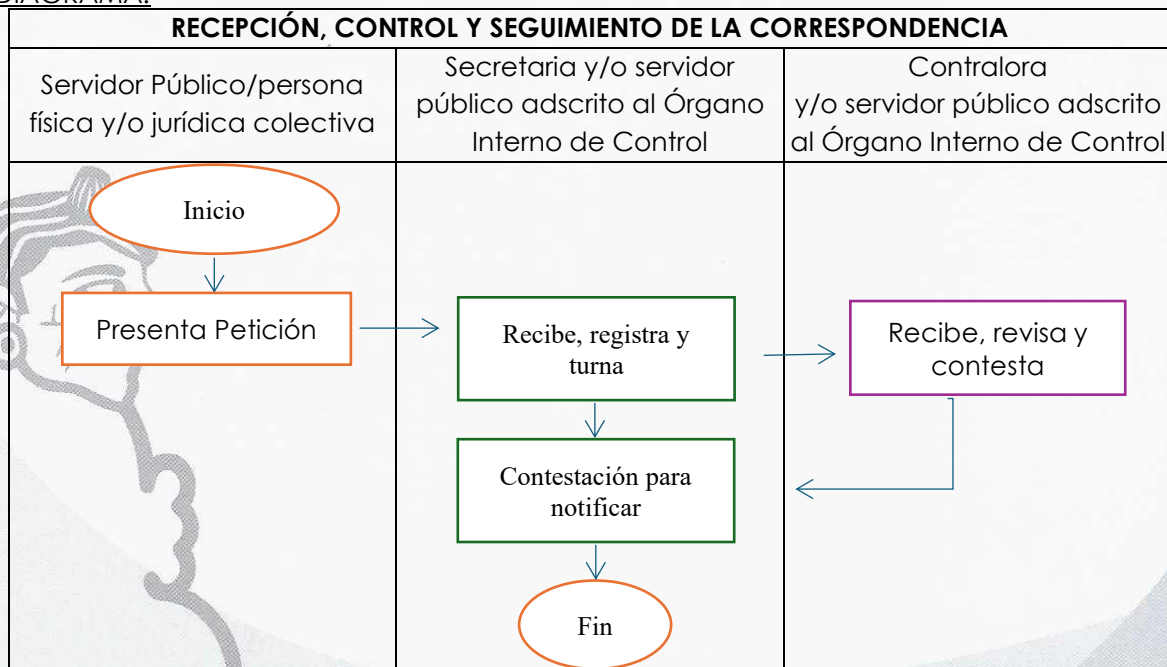 DIAGRAMA:
RECEPCIÓN, CONTROL Y SEGUIMIENTO DE LA CORRESPONDENCIA
Servidor Público/persona
física y/o jurídica colectiva
Secretaria y/o servidor
público adscrito al Órgano
Interno de Control
Contralora
y/o servidor público adscrito
al Órgano Interno de Control
Inicio
Presenta Petición
Recibe, registra y
turna
Recibe, revisa y
contesta
Contestación para
notificar
Fin